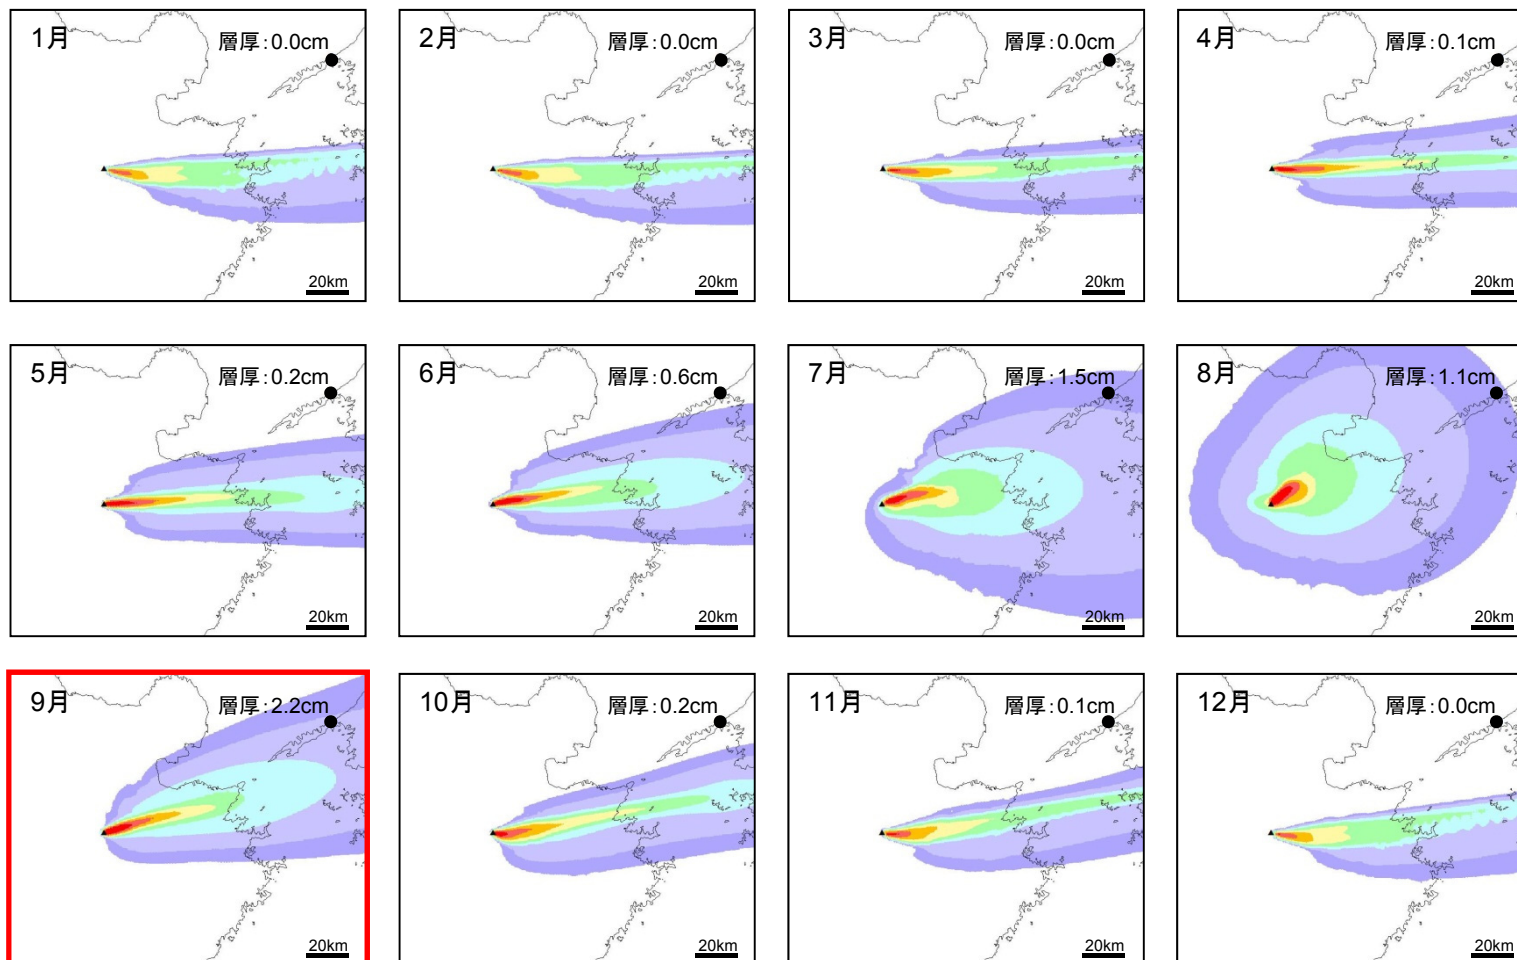 1月 層厚:0.0cm
20km
2月 層厚:0.0cm
20km
3月 層厚:0.0cm
20km
4月 層厚:0.1cm
20km
5月 層厚:0.2cm
20km
6月 層厚:0.6cm
20km
7月 層厚:1.5cm
20km
8月 層厚:1.1cm
20km
9月 層厚:2.2cm
20km
10月 層厚:0.2cm
20km
11月 層厚:0.1cm
20km
12月 層厚:0.0cm
20km